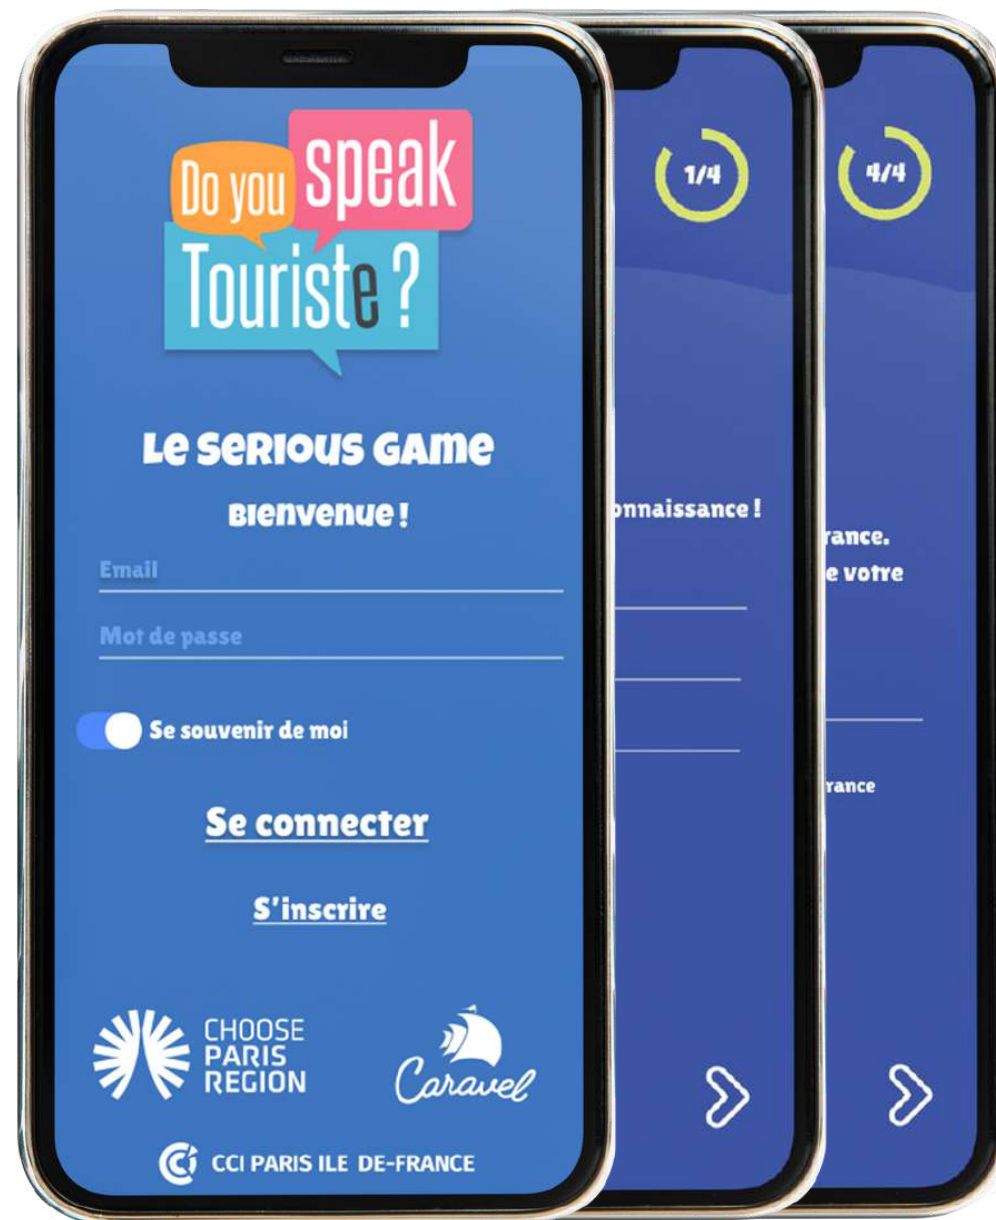 Do you
speak
Touriste ?
Le serious game
Bienvenue !
Email
Mot de passe
Se souvenir de moi
Se connecter
S'inscrire
CHOOSE
PARIS
REGION
Caravel
CCI PARIS ILE DE-FRANCE
1/4
onnaissance !
4/4
rance.
e votre
rance